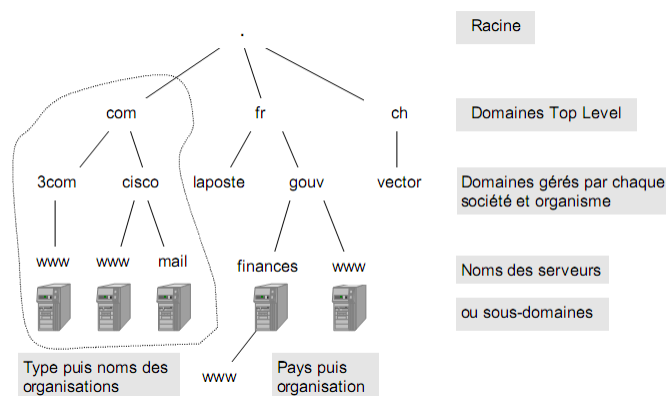 .
Racine
com fr ch
Domaines Top Level
3com cisco laposte gouv vector
Domaines gérés par chaque
société et organisme
www www mail finances www
Noms des serveurs
ou sous-domaines
Type puis noms des
organisations
www
Pays puis
organisation